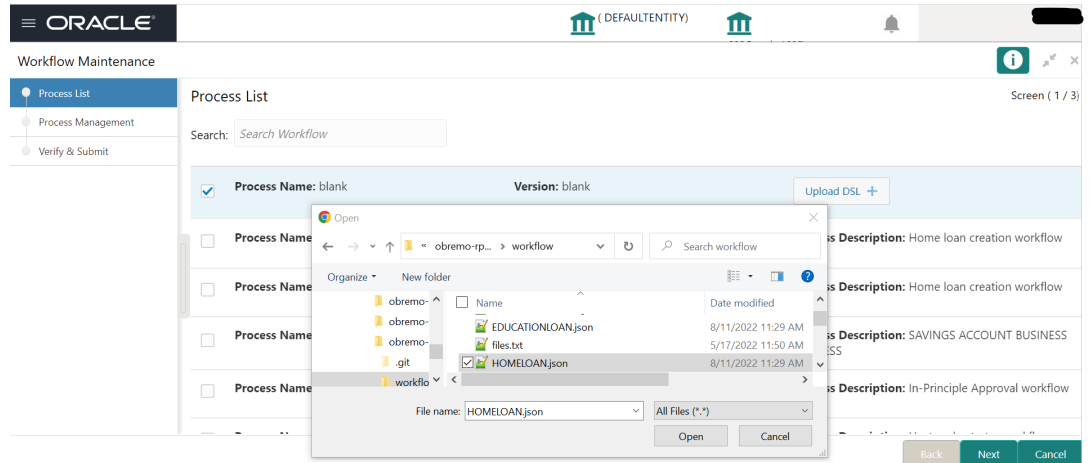 ORACLE
( DEFAULTENTITY)
Workflow Maintenance
Process List
Process Management
Verify & Submit
Process List
Screen ( 1 / 3)
Search: Search Workflow
Process Name: blank Version: blank Upload DSL +
Process Name ss Description: Home loan creation workflow
Process Name ss Description: Home loan creation workflow
Process Name ss Description: SAVINGS ACCOUNT BUSINESS
SS
Process Name ss Description: In-Principle Approval workflow
Open
« obremo-rp... > workflow
Search workflow
Organize New folder
obremo-
obremo-
obremo-
.git
workflo
Name Date modified
EDUCATIONLOAN.json 8/11/2022 11:29 AM
files.txt 5/17/2022 11:50 AM
HOMELOAN.json 8/11/2022 11:29 AM
File name: HOMELOAN.json All Files (*.*)
Open Cancel
Back Next Cancel